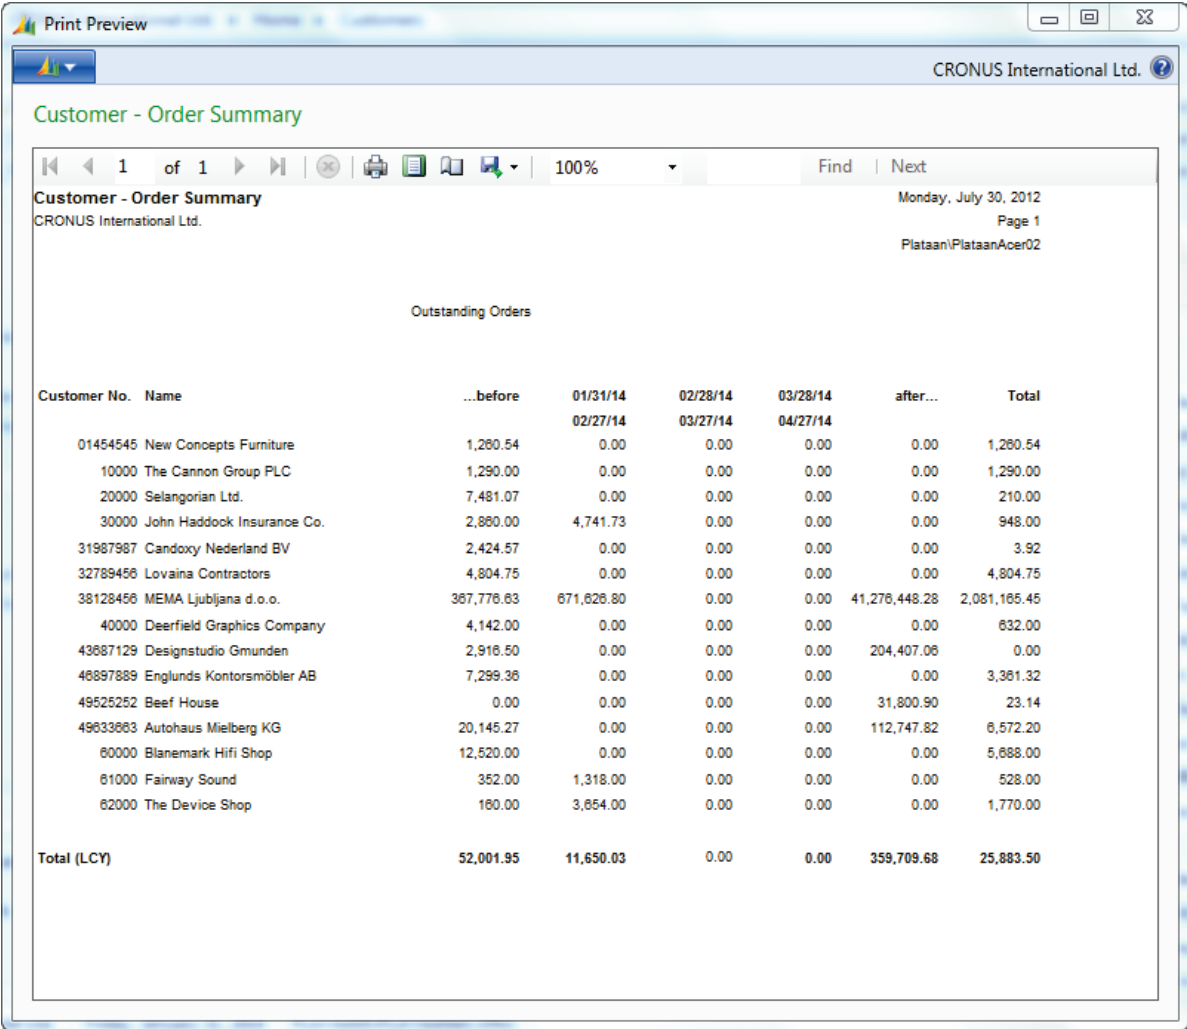 Print Preview
CRONUS International Ltd.
Customer - Order Summary
1 of 1 100% Find | Next
Customer - Order Summary Monday, July 30, 2012
CRONUS International Ltd. Page 1
Plataan\PlataanAcer02
Outstanding Orders
Customer No. Name ...before 01/31/14 02/28/14 03/28/14 after... Total
02/27/14 03/27/14 04/27/14
01454545 New Concepts Furniture 1,260.54 0.00 0.00 0.00 0.00 1,260.54
10000 The Cannon Group PLC 1,290.00 0.00 0.00 0.00 0.00 1,290.00
20000 Selangorian Ltd. 7,481.07 0.00 0.00 0.00 0.00 210.00
30000 John Haddock Insurance Co. 2,860.00 4,741.73 0.00 0.00 0.00 948.00
31987987 Candoxy Nederland BV 2,424.57 0.00 0.00 0.00 0.00 3.92
32789456 Lovaina Contractors 4,804.75 0.00 0.00 0.00 0.00 4,804.75
38128456 MEMA Ljubljana d.o.o. 367,776.63 671,626.80 0.00 0.00 41,276,448.28 2,081,165.45
40000 Deerfield Graphics Company 4,142.00 0.00 0.00 0.00 0.00 632.00
43687129 Designstudio Gmunden 2,916.50 0.00 0.00 0.00 204,407.06 0.00
46897889 Englunds Kontorsmöbler AB 7,299.36 0.00 0.00 0.00 0.00 3,361.32
49525252 Beef House 0.00 0.00 0.00 0.00 31,800.90 23.14
49633663 Autohaus Mielberg KG 20,145.27 0.00 0.00 0.00 112,747.82 6,572.20
60000 Blanemark Hifi Shop 12,520.00 0.00 0.00 0.00 0.00 5,688.00
61000 Fairway Sound 352.00 1,318.00 0.00 0.00 0.00 528.00
62000 The Device Shop 160.00 3,654.00 0.00 0.00 0.00 1,770.00
Total (LCY) 52,001.95 11,650.03 0.00 0.00 359,709.68 25,883.50